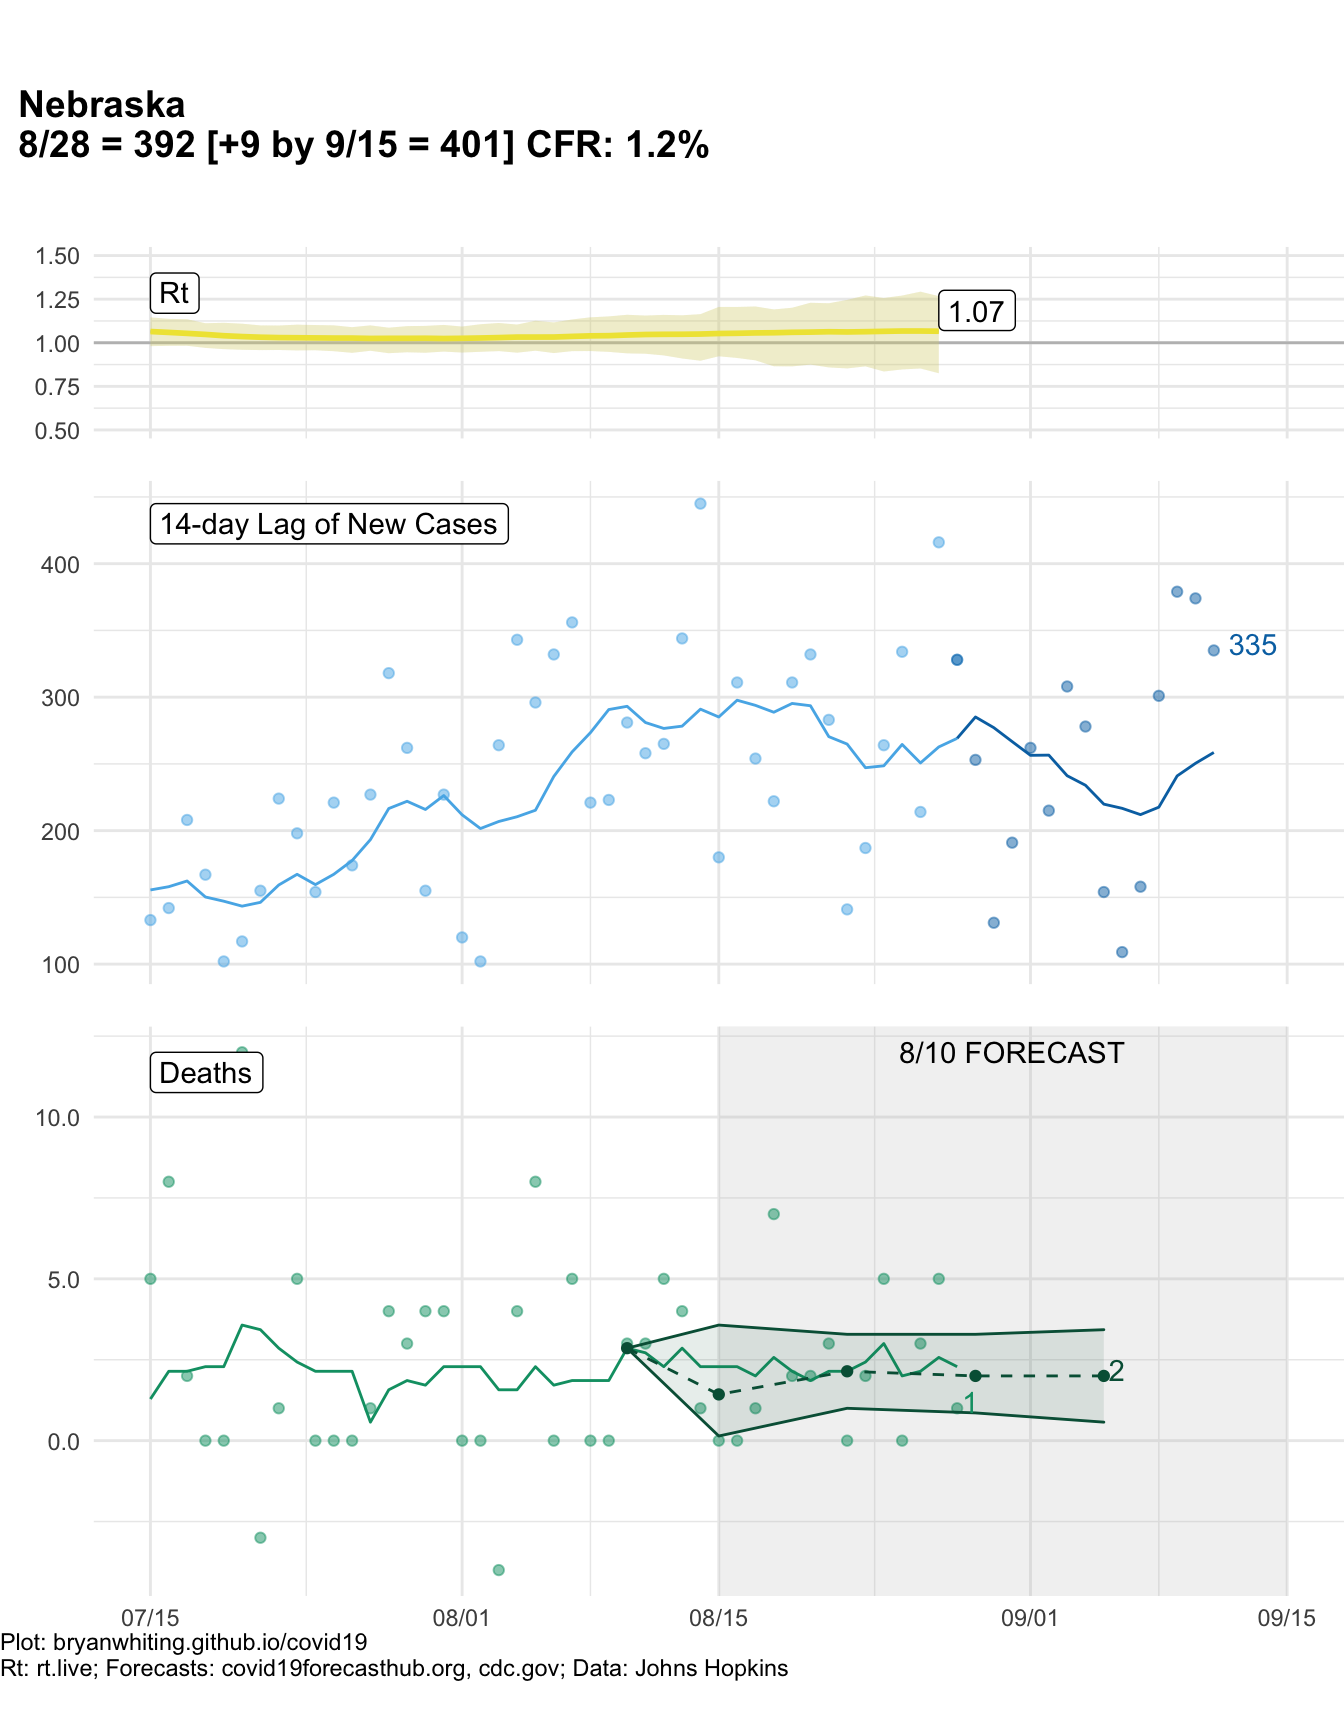 Nebraska
8/28 = 392 [+9 by 9/15 = 401] CFR: 1.2%
1.50
1.25
1.00
0.75
0.50
Rt
1.07
14-day Lag of New Cases
400
300
200
100
335
Deaths
8/10 FORECAST
10.0
5.0
0.0
2
1
07/15
08/01
08/15
09/01
09/15
Plot: bryanwhiting.github.io/covid19
Rt: rt.live; Forecasts: covid19forecasthub.org, cdc.gov; Data: Johns Hopkins